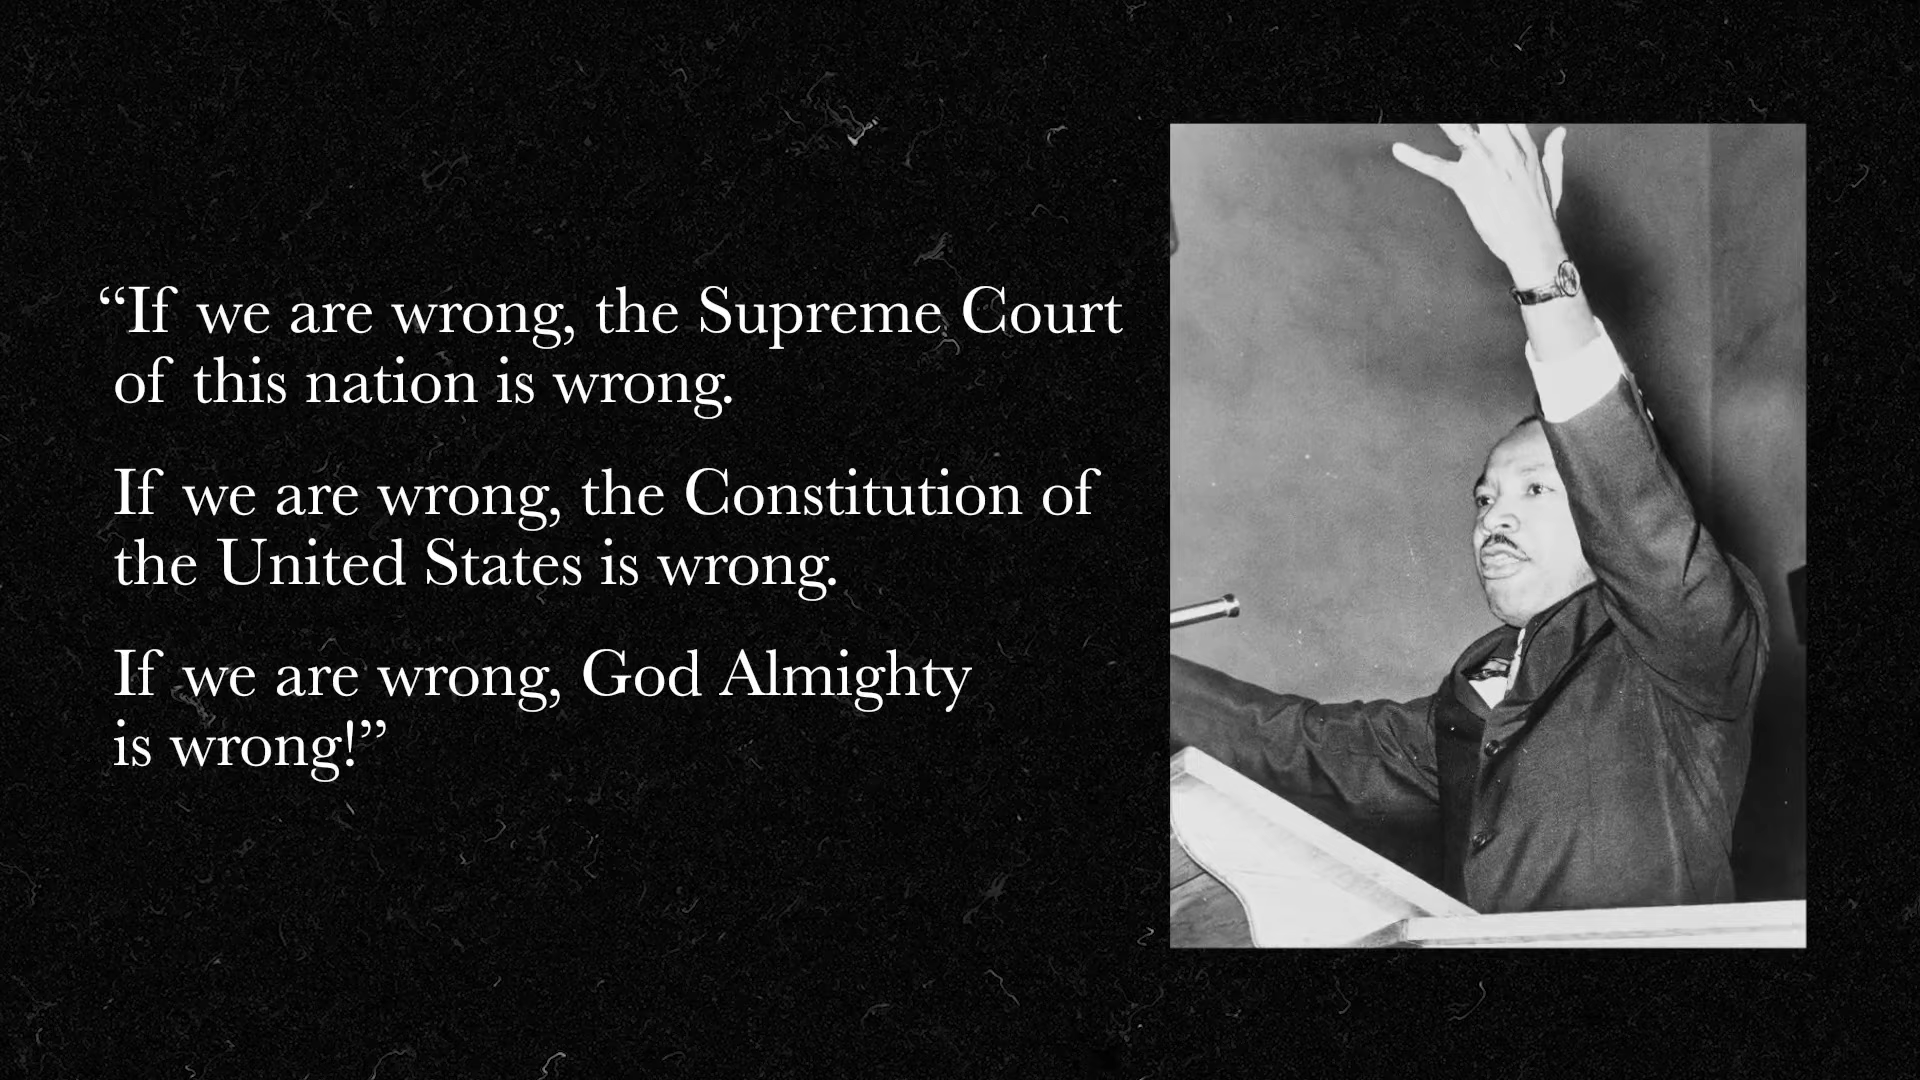 “If we are wrong, the Supreme Court
of this nation is wrong.
If we are wrong, the Constitution of
the United States is wrong.
If we are wrong, God Almighty
is wrong!”